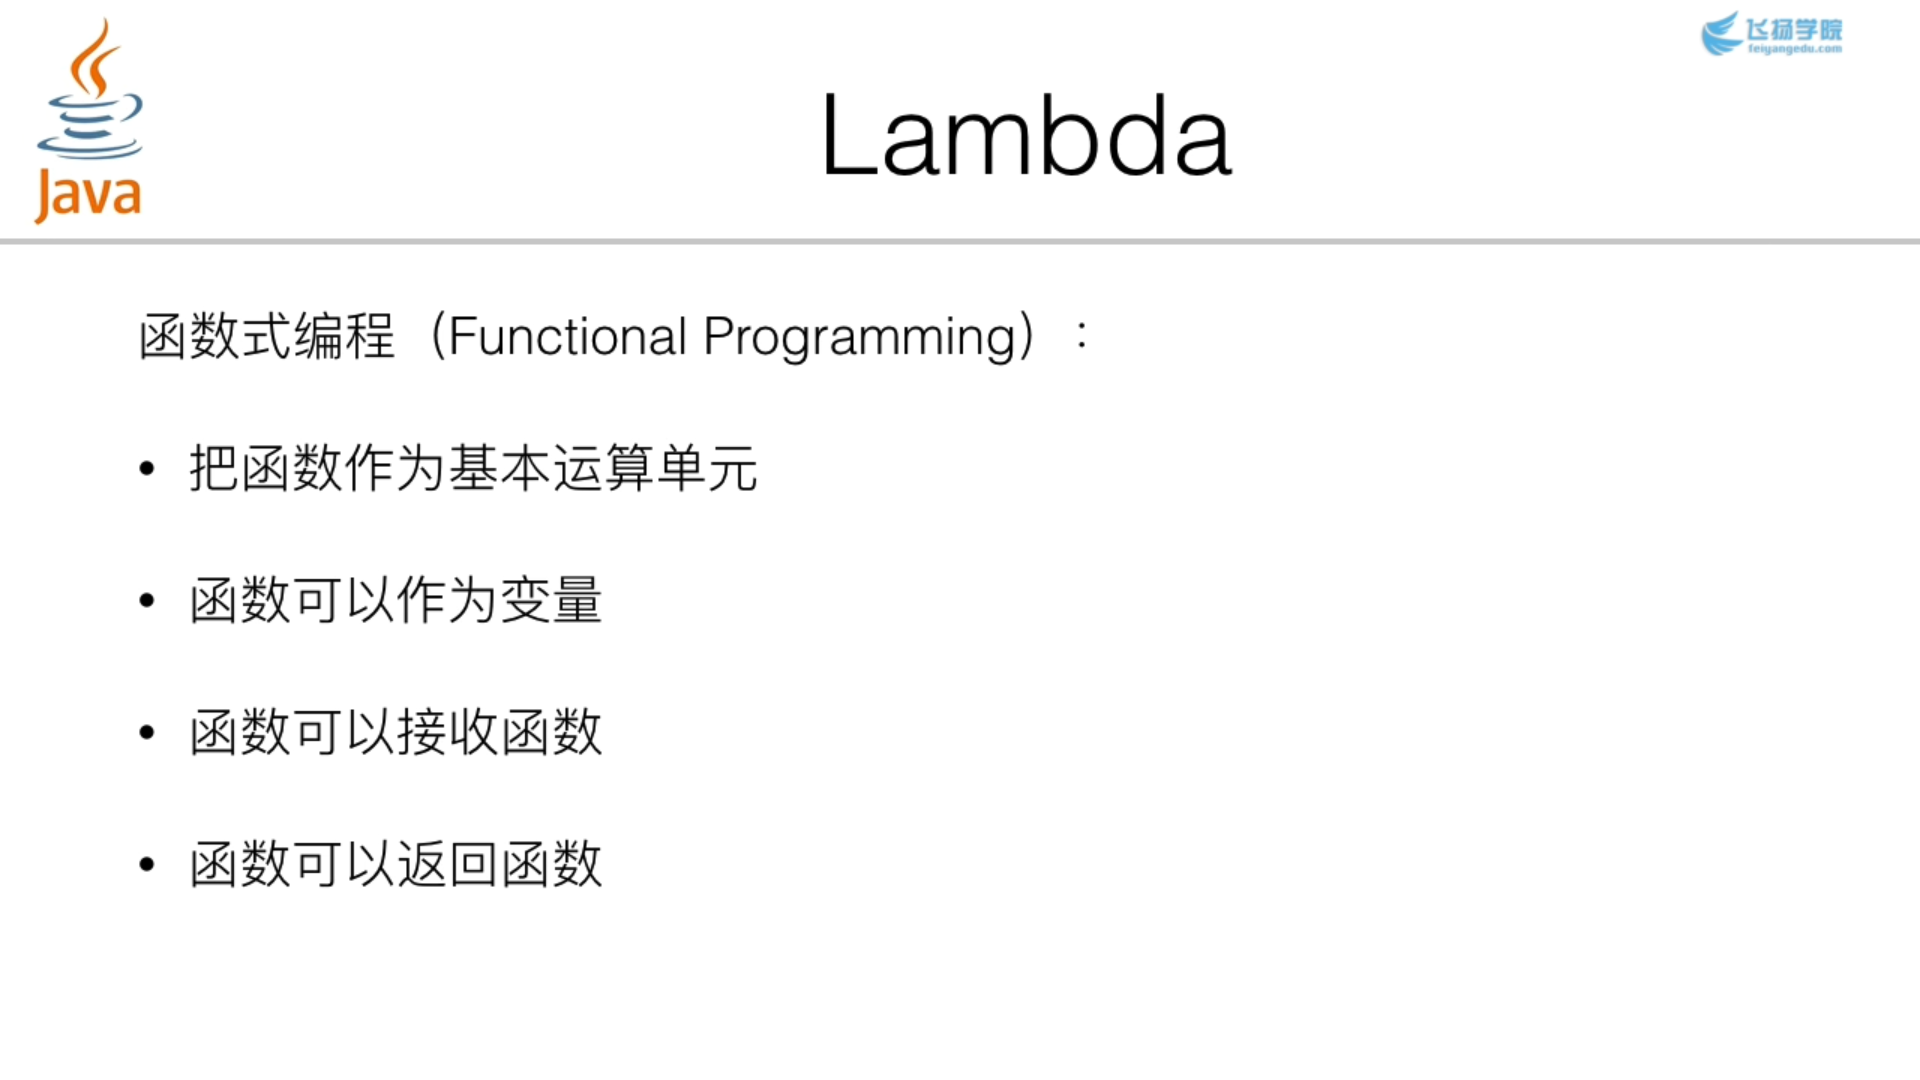 飞扬学院
feiyangedu.com
Java
Lambda
函数式编程（Functional Programming）：
• 把函数作为基本运算单元
• 函数可以作为变量
• 函数可以接收函数
• 函数可以返回函数